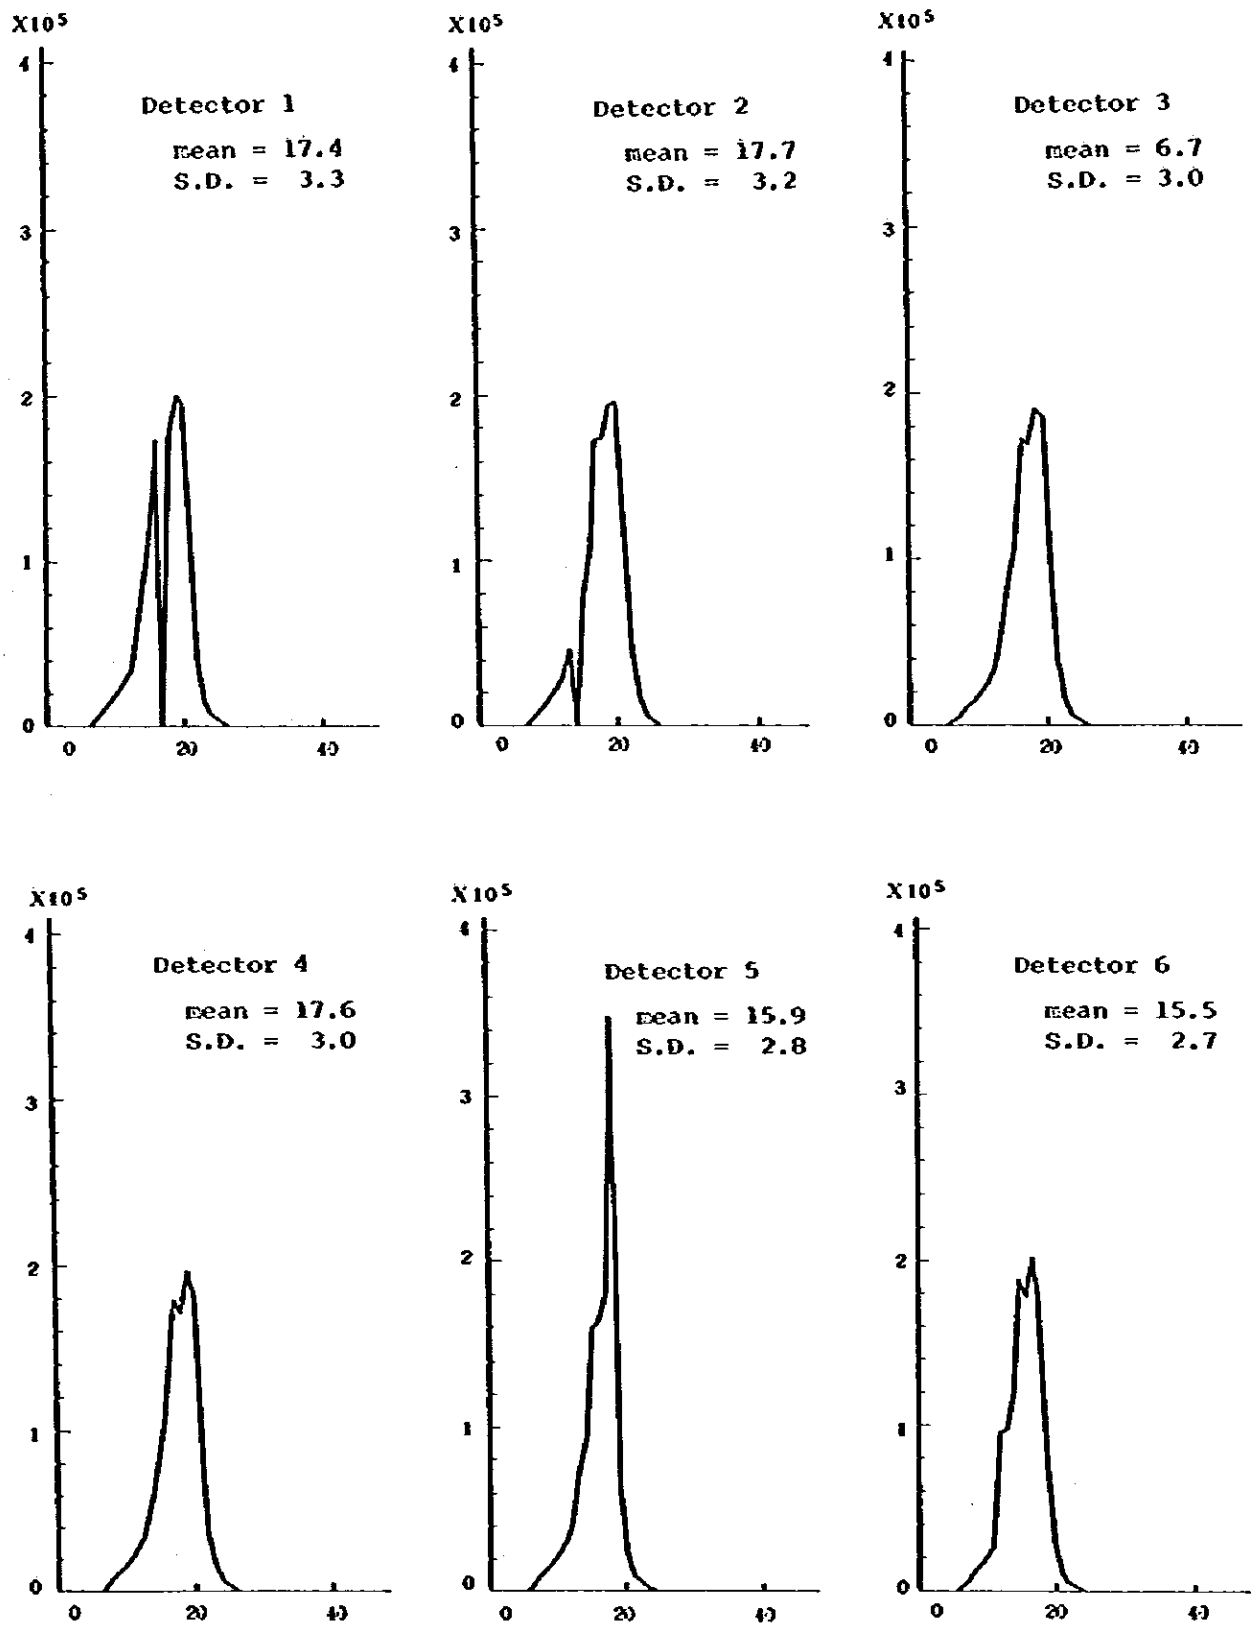 X10⁵
4
3
2
1
0
Detector 1
mean = 17.4
S.D. = 3.3
0 20 40
X10⁵
4
3
2
1
0
Detector 2
mean = 17.7
S.D. = 3.2
0 20 40
X10⁵
4
3
2
1
0
Detector 3
mean = 6.7
S.D. = 3.0
0 20 40
X10⁵
4
3
2
1
0
Detector 4
mean = 17.6
S.D. = 3.0
0 20 40
X10⁵
4
3
2
1
0
Detector 5
mean = 15.9
S.D. = 2.8
0 20 40
X10⁵
4
3
2
1
0
Detector 6
mean = 15.5
S.D. = 2.7
0 20 40